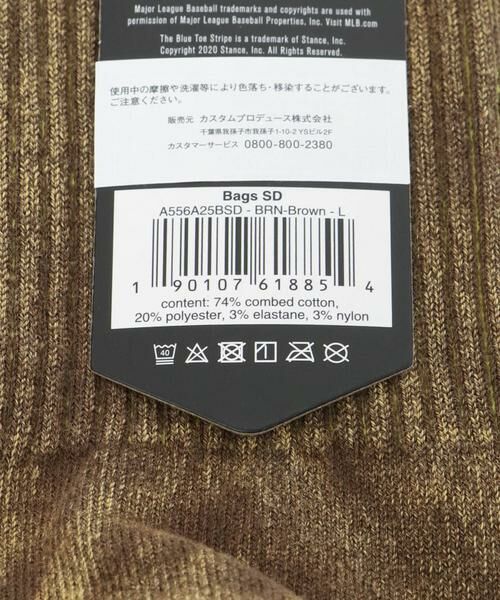 Major League Baseball trademarks and copyrights are used with
permission of Major League Baseball Properties, Inc. Visit MLB.com
The Blue Toe Stripe is a trademark of Stance, Inc.
Copyright 2020 Stance, Inc. All Rights Reserved.
使用中の摩擦や洗濯等により色落ち・移染することがございます。
ご注意ください。
販売元 カスタムプロデュース株式会社
千葉県我孫子市我孫子1-10-2 YSビル2F
カスタマーサービス 0800-800-2380
Bags SD
A556A25BSD - BRN-Brown - L
1 90107 61885 4
content: 74% combed cotton,
20% polyester, 3% elastane, 3% nylon
40